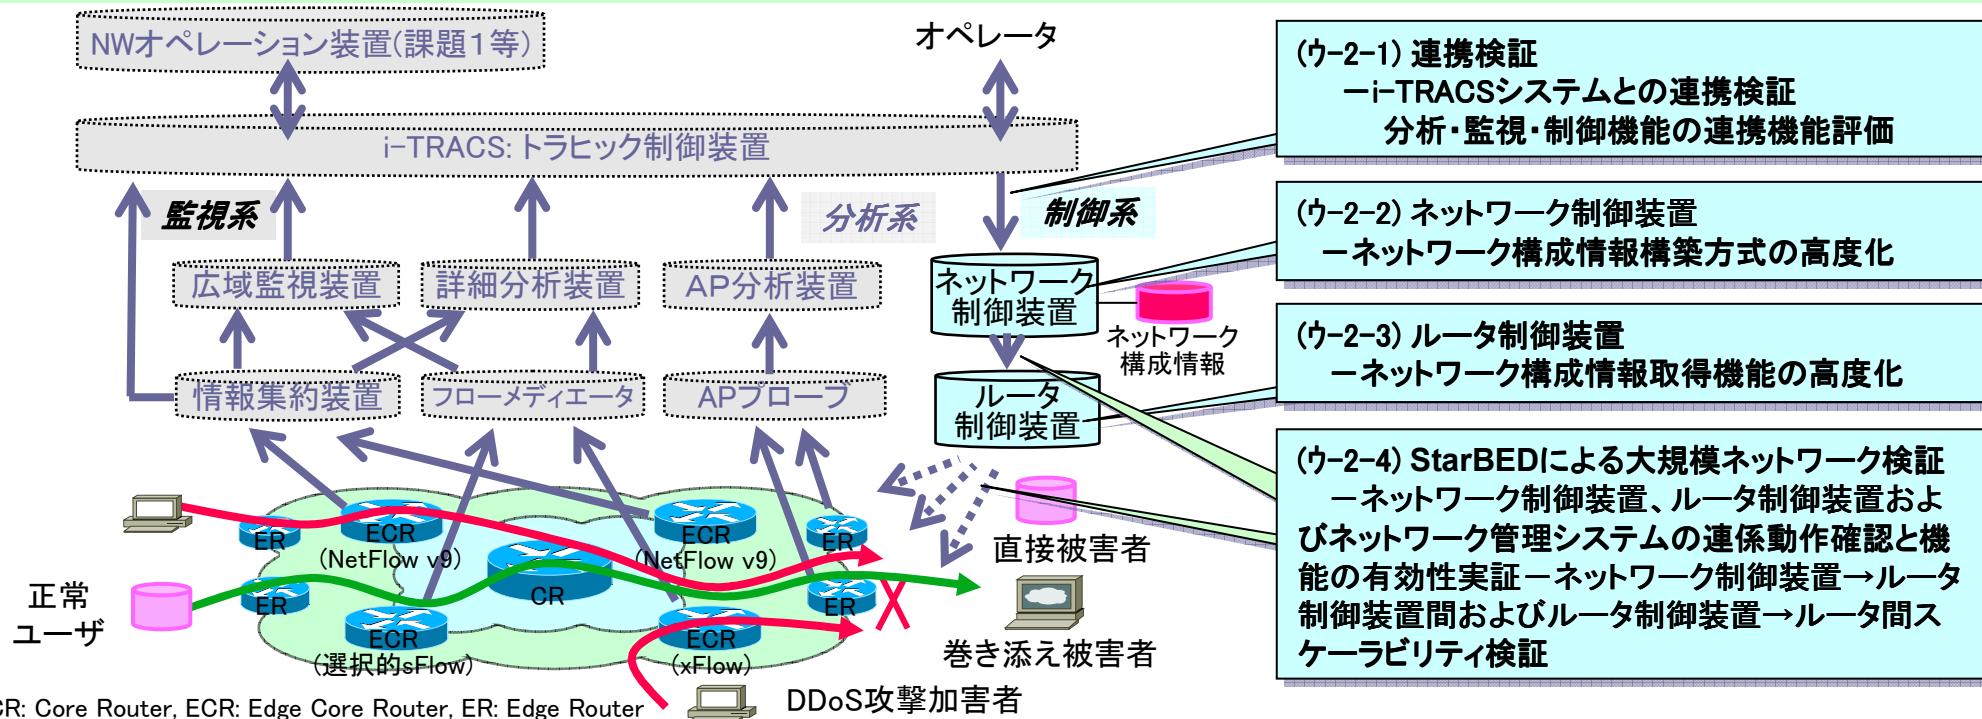 NWオペレーション装置(課題１等)
オペレータ
i-TRACS: トラヒック制御装置
監視系
分析系
制御系
広域監視装置
詳細分析装置
AP分析装置
ネットワーク
制御装置
ネットワーク
構成情報
情報集約装置
フローメディエータ
APプローブ
ルータ
制御装置
ER
ECR
(NetFlow v9)
ECR
(NetFlow v9)
ER
CR
ER
ER
ECR
(選択的sFlow)
ECR
(xFlow)
正常
ユーザ
直接被害者
巻き添え被害者
DDoS攻撃加害者
CR: Core Router, ECR: Edge Core Router, ER: Edge Router
(ウ-2-1) 連携検証
－i-TRACSシステムとの連携検証
分析・監視・制御機能の連携機能評価
(ウ-2-2) ネットワーク制御装置
－ネットワーク構成情報構築方式の高度化
(ウ-2-3) ルータ制御装置
－ネットワーク構成情報取得機能の高度化
(ウ-2-4) StarBEDによる大規模ネットワーク検証
－ネットワーク制御装置、ルータ制御装置およ
びネットワーク管理システムの連係動作確認と機
能の有効性実証－ネットワーク制御装置→ルータ
制御装置間およびルータ制御装置→ルータ間ス
ケーラビリティ検証